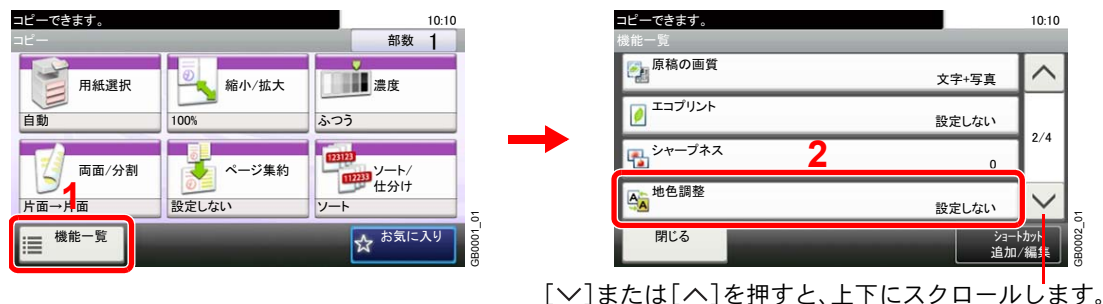 コピーできます。
10:10
コピー
部数 1
用紙選択
自動
縮小/拡大
100%
濃度
ふつう
両面/分割
片面→片面
ページ集約
設定しない
123123
112233
ソート/
仕分け
ソート
1
機能一覧
お気に入り
GB0001_01
コピーできます。
10:10
機能一覧
原稿の画質
文字+写真
エコプリント
設定しない
2/4
シャープネス
0
2
地色調整
設定しない
閉じる
ショートカット
追加/編集
GB0002_01
[﹀]または[︿]を押すと、上下にスクロールします。